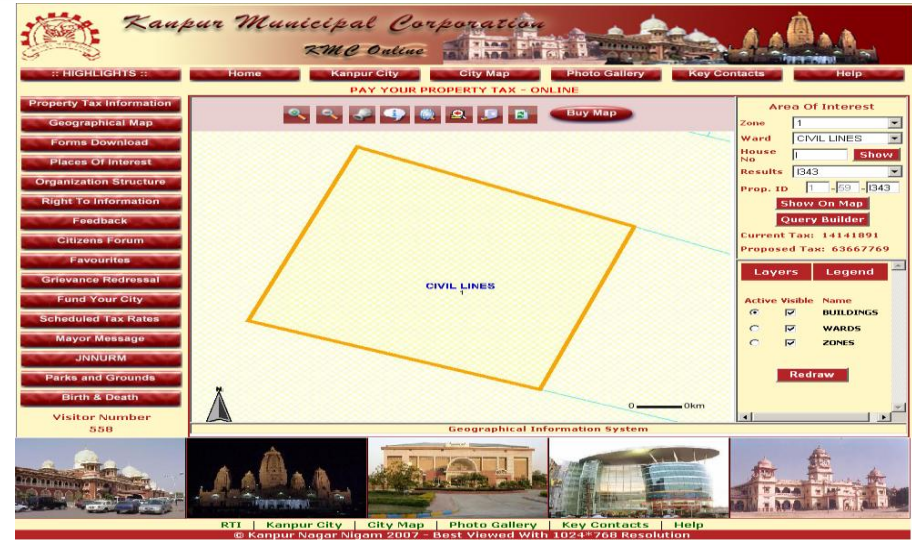 Kanpur Municipal Corporation
KMC Online
:: HIGHLIGHTS ::
Home
Kanpur City
City Map
Photo Gallery
Key Contacts
Help
PAY YOUR PROPERTY TAX - ONLINE
Property Tax Information
Geographical Map
Forms Download
Places Of Interest
Organization Structure
Right To Information
Feedback
Citizens Forum
Favourites
Grievance Redressal
Fund Your City
Scheduled Tax Rates
Mayor Message
JNNURM
Parks and Grounds
Birth & Death
Visitor Number
558
Buy Map
CIVIL LINES
1
N
0 0km
Geographical Information System
Area Of Interest
Zone 1
Ward CIVIL LINES
House No I Show
Results I343
Prop. ID 1 - 59 - I343
Show On Map
Query Builder
Current Tax: 14141891
Proposed Tax: 63667769
Layers Legend
Active Visible Name
BUILDINGS
WARDS
ZONES
Redraw
RTI | Kanpur City | City Map | Photo Gallery | Key Contacts | Help
© Kanpur Nagar Nigam 2007 - Best Viewed With 1024*768 Resolution